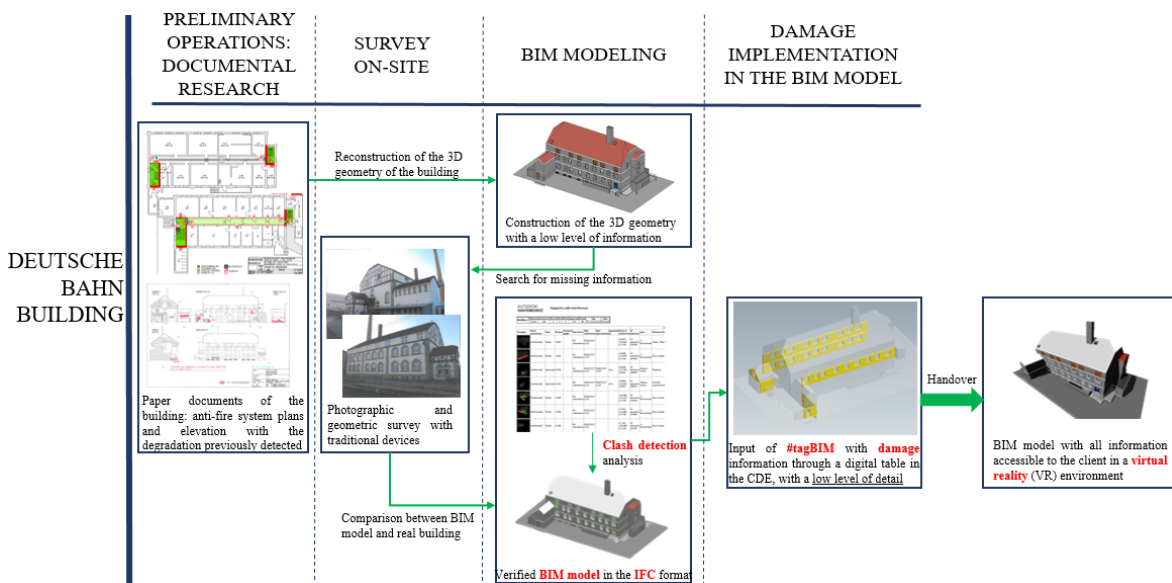 PRELIMINARY
OPERATIONS:
DOCUMENTAL
RESEARCH
SURVEY
ON-SITE
BIM MODELING
DAMAGE
IMPLEMENTATION
IN THE BIM MODEL
DEUTSCHE
BAHN
BUILDING
Paper documents of the
building: anti-fire system plans
and elevation with the
degradation previously detected
Reconstruction of the 3D
geometry of the building
Construction of the 3D geometry
with a low level of information
Search for missing information
Photographic and
geometric survey with
traditional devices
Comparison between BIM
model and real building
AUTODESK
NAVISWORKS
Clash detection
analysis
Verified BIM model in the IFC format
Input of #tagBIM with damage
information through a digital table in
the CDE, with a low level of detail
Handover
BIM model with all information
accessible to the client in a virtual
reality (VR) environment